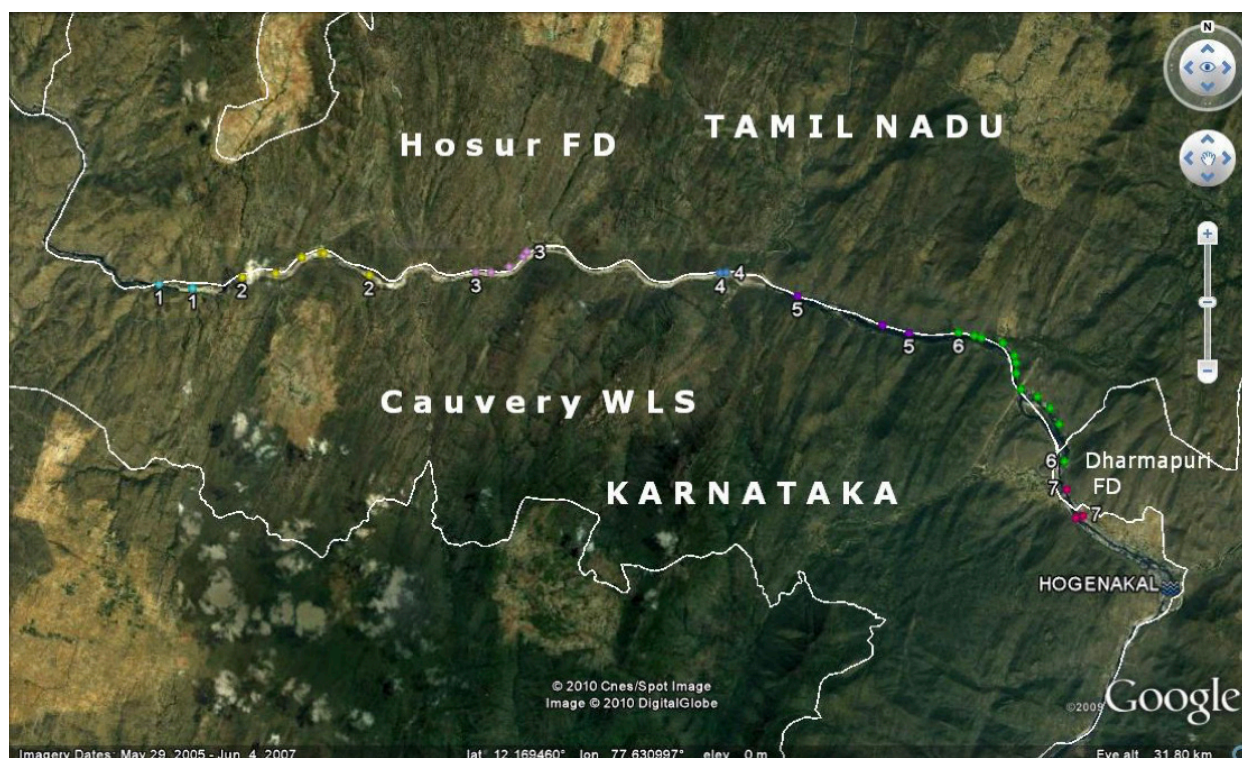 N
TAMIL NADU
Hosur FD
3
3
4
4
1
1
2
2
5
5
6
Cauvery WLS
6
Dharmapuri
FD
7
7
KARNATAKA
HOGENAKAL
© 2010 Cnes/Spot Image
Image © 2010 DigitalGlobe
©2009 Google
Imagery Dates: May 29, 2005 - Jun 4, 2007
lat 12.169460° lon 77.630997° elev 0 m
Eye alt 31.80 km